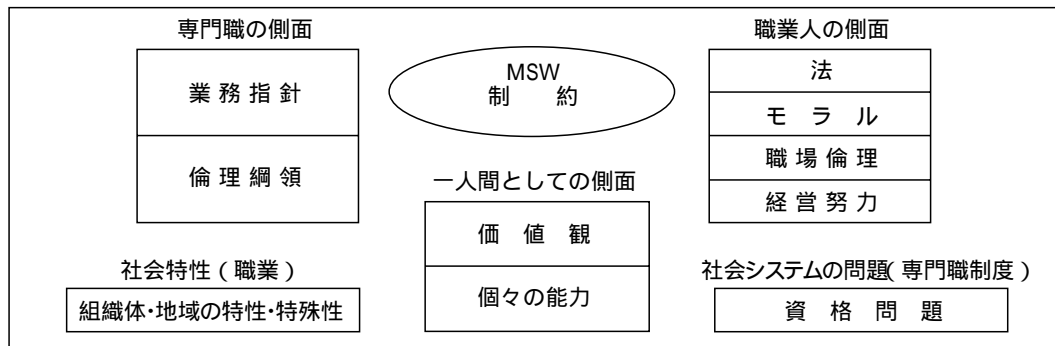 専門職の側面
業務指針
倫理綱領
MSW
制約
職業人の側面
法
モラル
職場倫理
経営努力
一人間としての側面
価値観
個々の能力
社会特性(職業)
組織体・地域の特性・特殊性
社会システムの問題(専門職制度)
資格問題